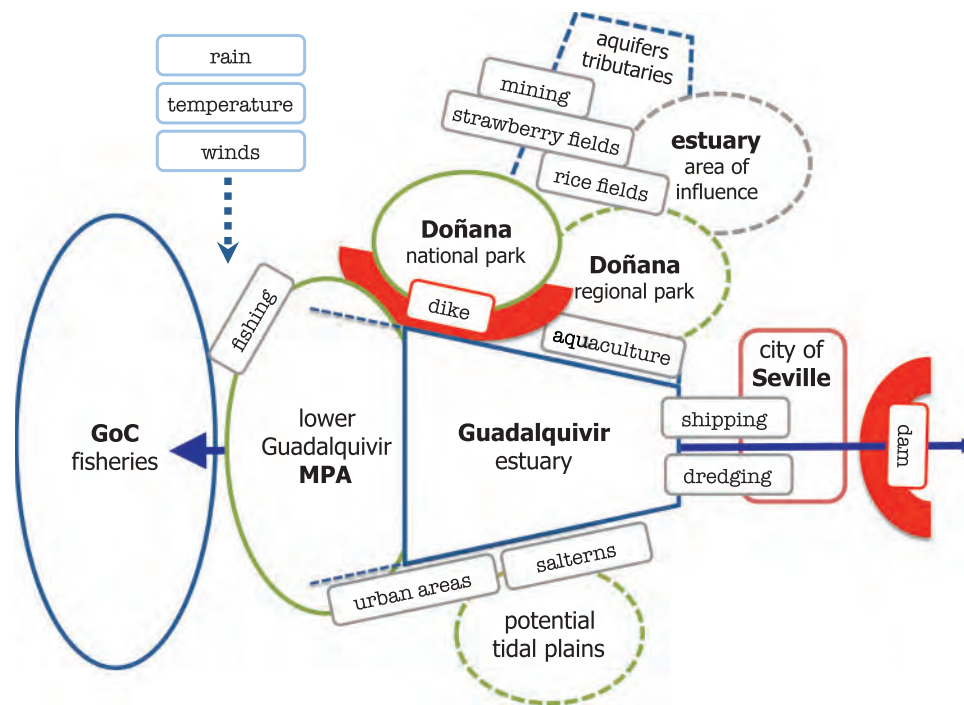 rain
temperature
winds
aquifers
tributaries
mining
strawberry fields
rice fields
estuary
area of
influence
Doñana
national park
Doñana
regional park
dike
fishing
aquaculture
city of
Seville
shipping
dredging
dam
GoC
fisheries
lower
Guadalquivir
MPA
Guadalquivir
estuary
urban areas
salterns
potential
tidal plains